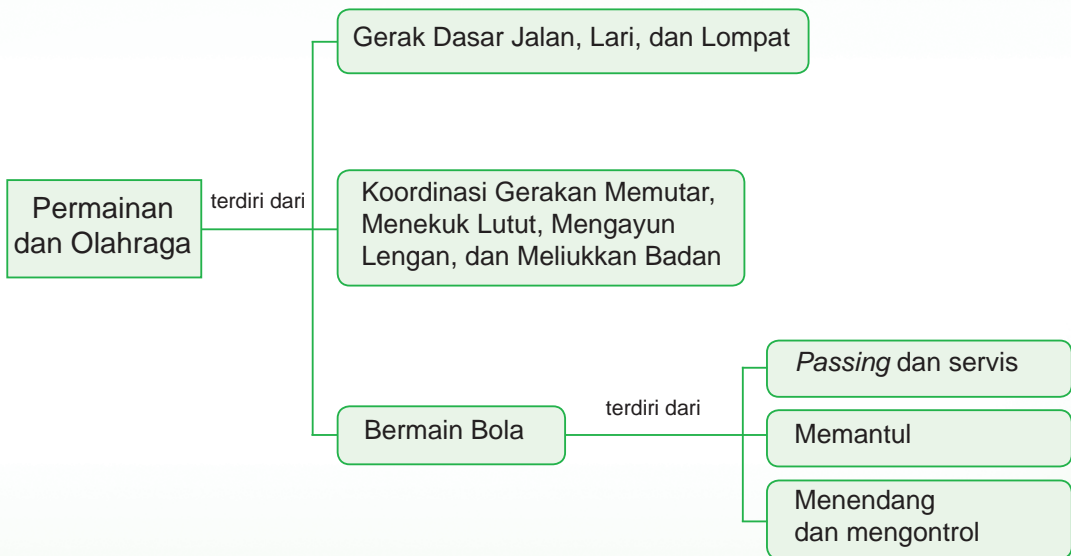 Gerak Dasar Jalan, Lari, dan Lompat
Permainan
dan Olahraga
terdiri dari
Koordinasi Gerakan Memutar,
Menekuk Lutut, Mengayun
Lengan, dan Meliukkan Badan
Bermain Bola
terdiri dari
Passing dan servis
Memantul
Menendang
dan mengontrol